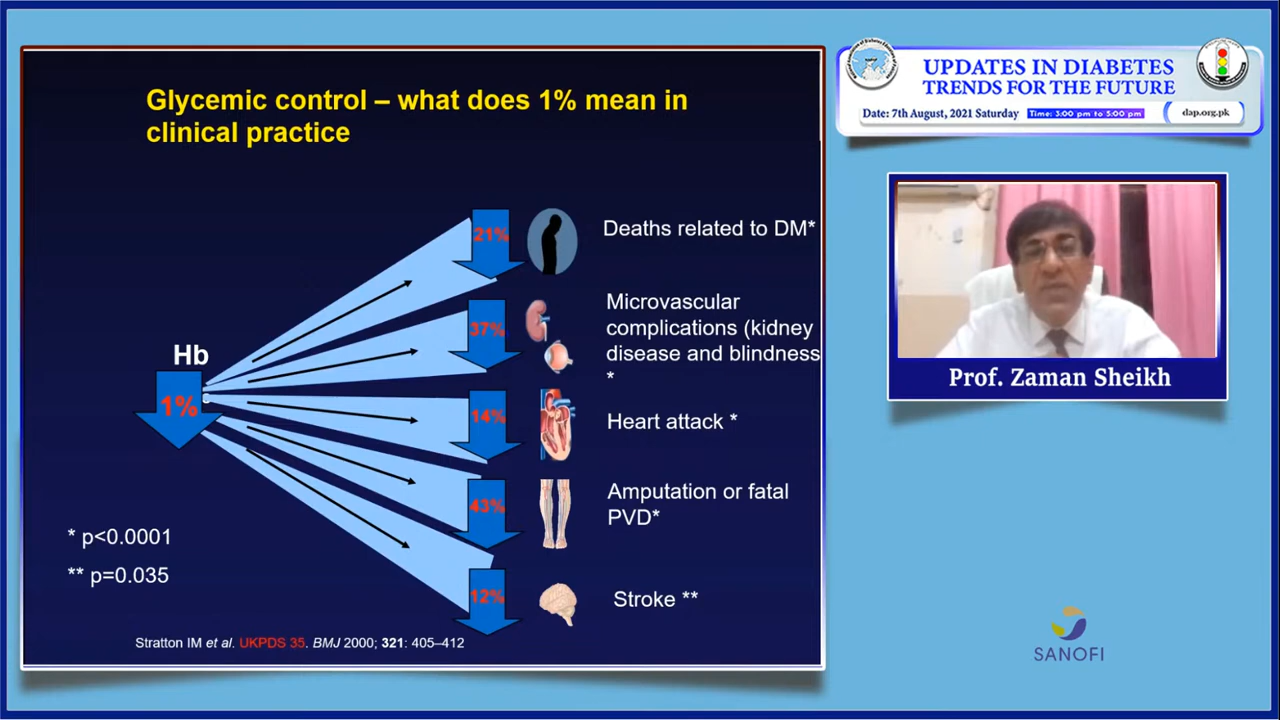 Glycemic control – what does 1% mean in
clinical practice
Hb
1%
21%
Deaths related to DM*
37%
Microvascular
complications (kidney
disease and blindness
*
14%
Heart attack *
43%
Amputation or fatal
PVD*
12%
Stroke **
* p<0.0001
** p=0.035
Stratton IM et al. UKPDS 35. BMJ 2000; 321: 405–412
UPDATES IN DIABETES
TRENDS FOR THE FUTURE
Date: 7th August, 2021 Saturday Time: 3:00 pm to 5:00 pm dap.org.pk
Prof. Zaman Sheikh
SANOFI